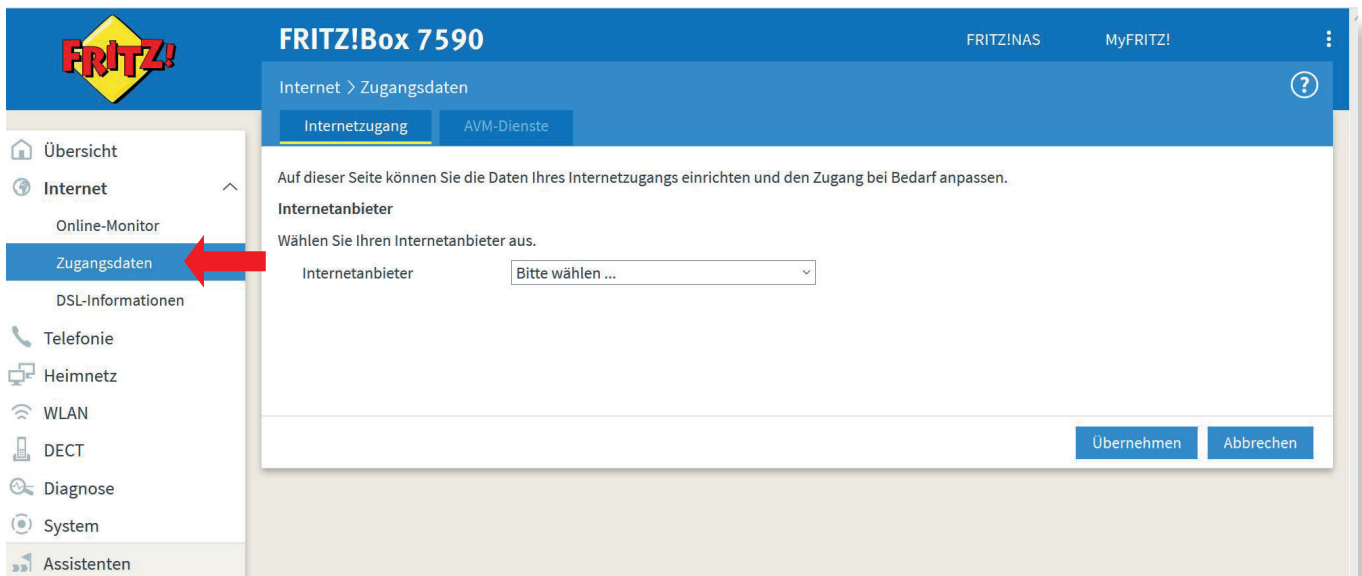 FRITZ!
FRITZ!Box 7590
FRITZ!NAS
MyFRITZ!
Internet > Zugangsdaten
?
Internetzugang
AVM-Dienste
Übersicht
Internet
Online-Monitor
Zugangsdaten
DSL-Informationen
Telefonie
Heimnetz
WLAN
DECT
Diagnose
System
Assistenten
Auf dieser Seite können Sie die Daten Ihres Internetzugangs einrichten und den Zugang bei Bedarf anpassen.
Internetanbieter
Wählen Sie Ihren Internetanbieter aus.
Internetanbieter Bitte wählen ...
Übernehmen
Abbrechen